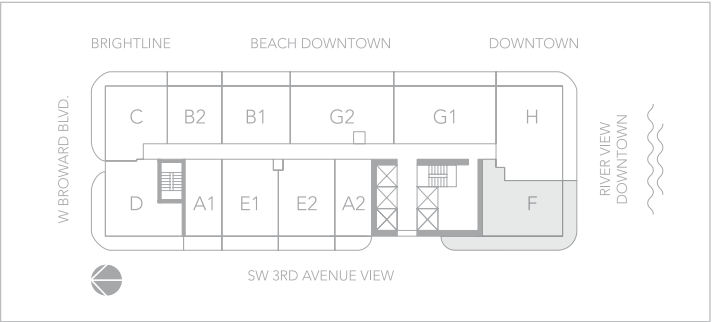 BRIGHTLINE BEACH DOWNTOWN DOWNTOWN
W BROWARD BLVD.
C B2 B1 G2 G1 H
RIVER VIEW
DOWNTOWN
D A1 E1 E2 A2 F
SW 3RD AVENUE VIEW